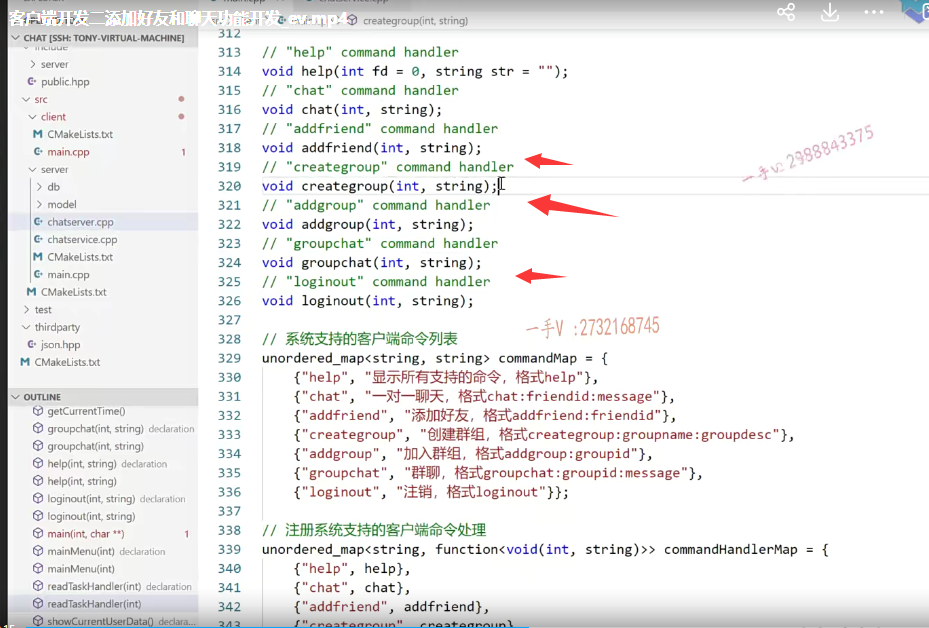 客户端开发二添加好友和聊天功能开发_ev.mp4
creategroup(int, string)
CHAT [SSH: TONY-VIRTUAL-MACHINE]
include
server
public.hpp
src
client
CMakeLists.txt
main.cpp 1
server
db
model
chatserver.cpp
chatservice.cpp
CMakeLists.txt
main.cpp
CMakeLists.txt
test
thirdparty
json.hpp
CMakeLists.txt
OUTLINE
getCurrentTime()
groupchat(int, string) declaration
groupchat(int, string)
help(int, string) declaration
help(int, string)
loginout(int, string) declaration
loginout(int, string)
main(int, char **) 1
mainMenu(int) declaration
mainMenu(int)
readTaskHandler(int) declaration
readTaskHandler(int)
showCurrentUserData() declara...
312
313 // "help" command handler
314 void help(int fd = 0, string str = "");
315 // "chat" command handler
316 void chat(int, string);
317 // "addfriend" command handler
318 void addfriend(int, string);
319 // "creategroup" command handler
320 void creategroup(int, string);
321 // "addgroup" command handler
322 void addgroup(int, string);
323 // "groupchat" command handler
324 void groupchat(int, string);
325 // "loginout" command handler
326 void loginout(int, string);
327
328 // 系统支持的客户端命令列表
329 unordered_map<string, string> commandMap = {
330 {"help", "显示所有支持的命令，格式help"},
331 {"chat", "一对一聊天，格式chat:friendid:message"},
332 {"addfriend", "添加好友，格式addfriend:friendid"},
333 {"creategroup", "创建群组，格式creategroup:groupname:groupdesc"},
334 {"addgroup", "加入群组，格式addgroup:groupid"},
335 {"groupchat", "群聊，格式groupchat:groupid:message"},
336 {"loginout", "注销，格式loginout"}};
337
338 // 注册系统支持的客户端命令处理
339 unordered_map<string, function<void(int, string)>> commandHandlerMap = {
340 {"help", help},
341 {"chat", chat},
342 {"addfriend", addfriend},
343 {"creategroup", creategroup},
一手v: 2988843375
一手V :2732168745